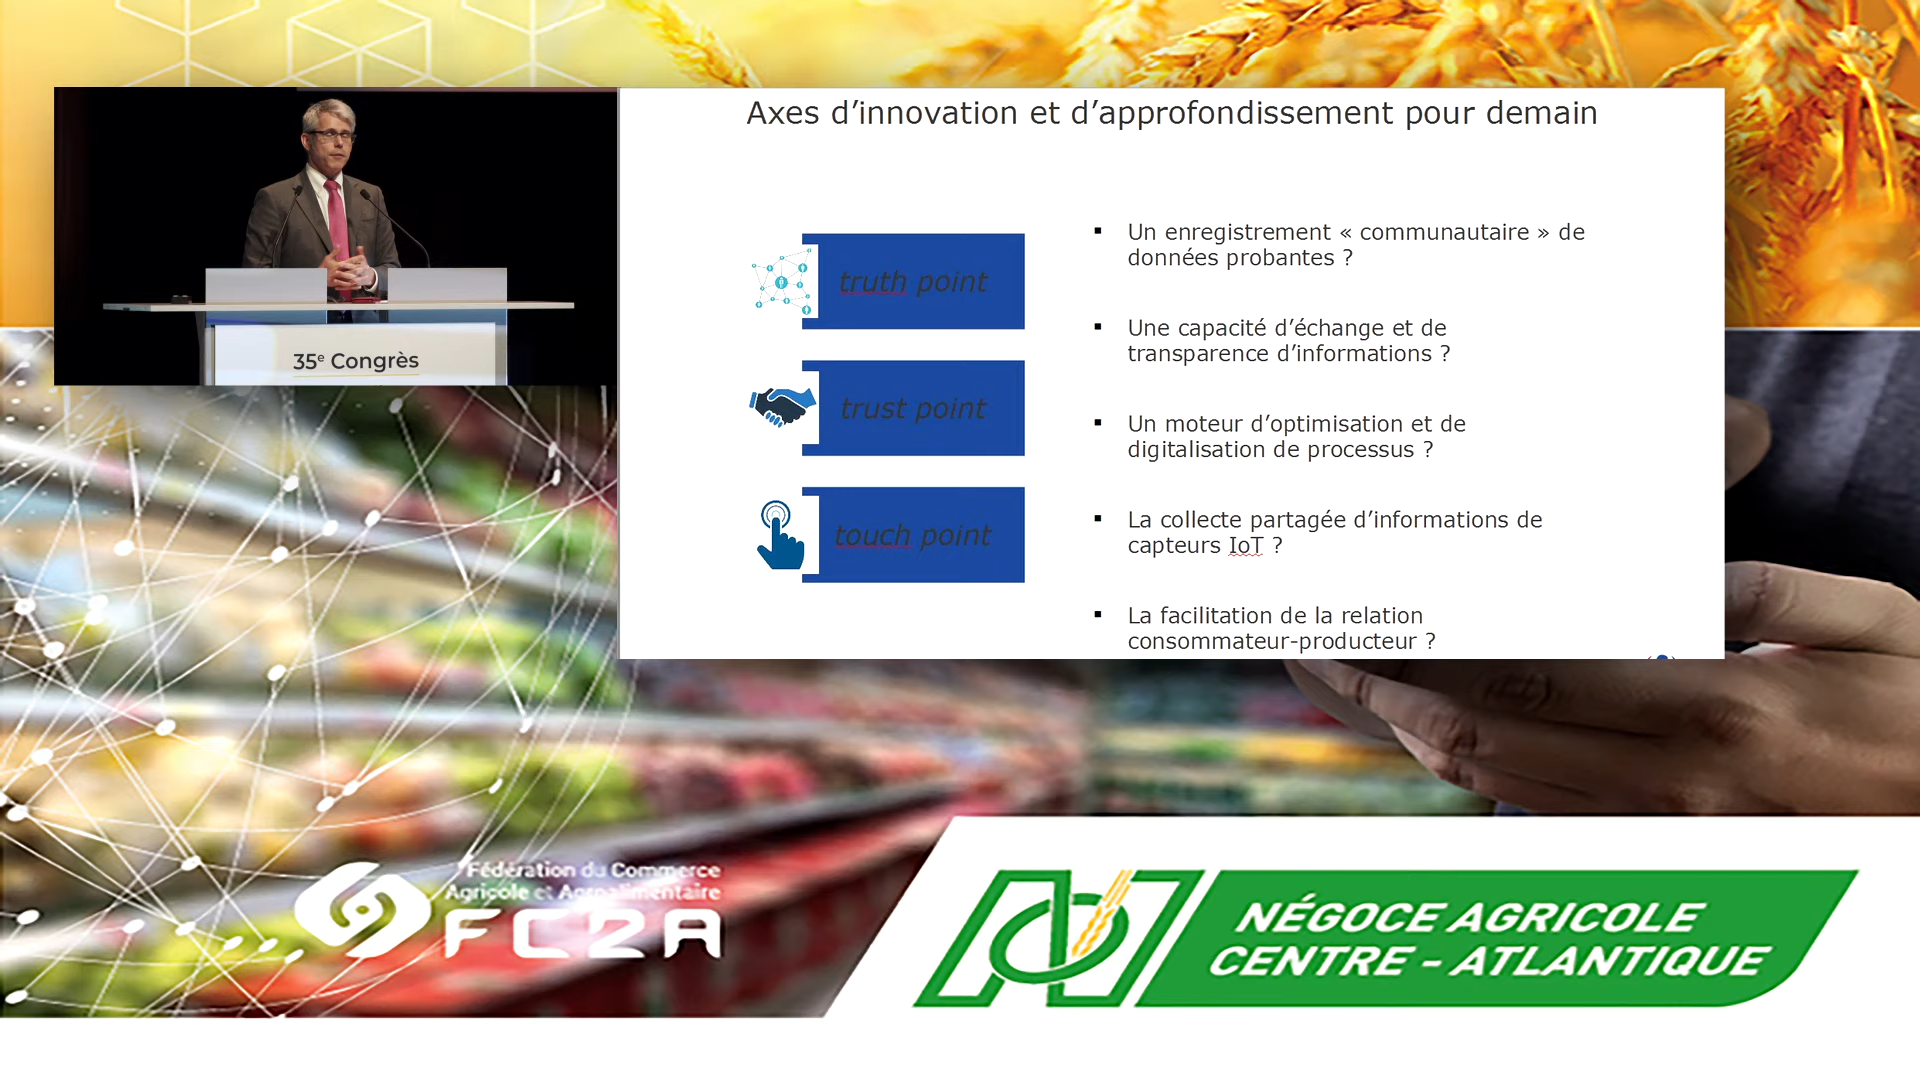 Axes d’innovation et d’approfondissement pour demain
truth point
trust point
touch point
▪ Un enregistrement « communautaire » de
données probantes ?
▪ Une capacité d’échange et de
transparence d’informations ?
▪ Un moteur d’optimisation et de
digitalisation de processus ?
▪ La collecte partagée d’informations de
capteurs IoT ?
▪ La facilitation de la relation
consommateur-producteur ?
35e Congrès
Fédération du Commerce
Agricole et Agroalimentaire
FC2A
NÉGOCE AGRICOLE
CENTRE - ATLANTIQUE